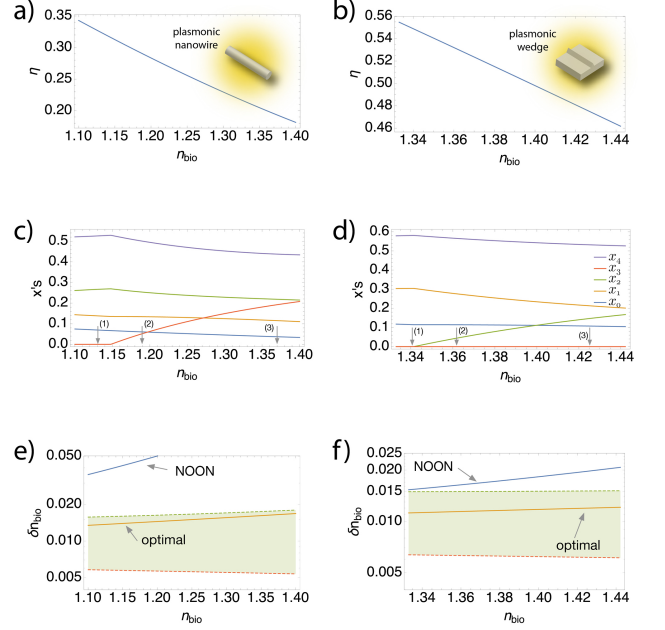 a)
0.35
0.30
0.25
0.20
η
plasmonic
nanowire
1.10 1.15 1.20 1.25 1.30 1.35 1.40
n_bio
b)
0.56
0.54
0.52
0.50
0.48
0.46
η
plasmonic
wedge
1.34 1.36 1.38 1.40 1.42 1.44
n_bio
c)
0.5
0.4
0.3
0.2
0.1
0.0
x's
(1)
(2)
(3)
1.10 1.15 1.20 1.25 1.30 1.35 1.40
n_bio
d)
0.6
0.5
0.4
0.3
0.2
0.1
0.0
x's
x_4
x_3
x_2
x_1
x_0
(1)
(2)
(3)
1.34 1.36 1.38 1.40 1.42 1.44
n_bio
e)
0.050
0.020
0.010
0.005
δn_bio
NOON
optimal
1.10 1.15 1.20 1.25 1.30 1.35 1.40
n_bio
f)
0.025
0.020
0.015
0.010
0.005
δn_bio
NOON
optimal
1.34 1.36 1.38 1.40 1.42 1.44
n_bio